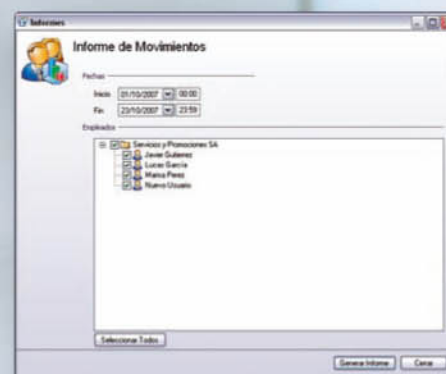 Informes
Informe de Movimientos
Fechas
Inicio 01/10/2007 00:00
Fin 23/10/2007 23:59
Empleados
Servicios y Promociones SA
Javier Gutierrez
Lucas García
Marisa Perez
Nuevo Usuario
Seleccionar Todos
Generar Informe Cerrar